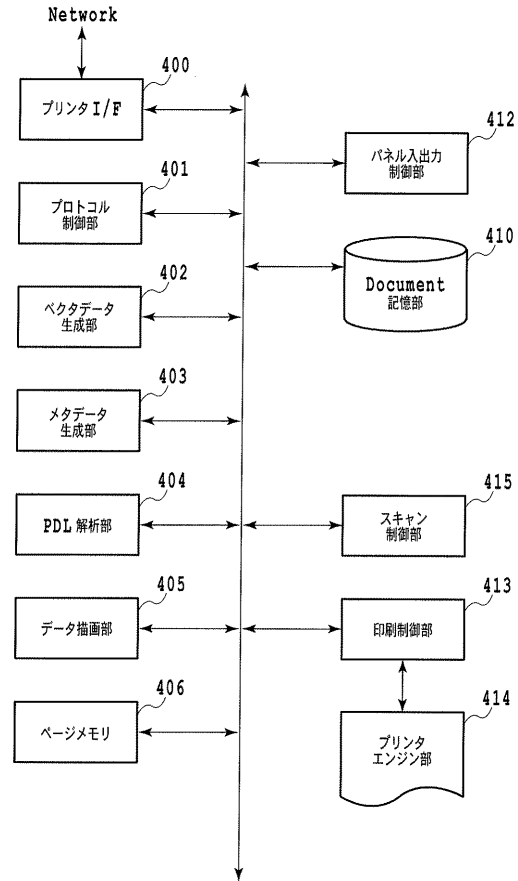 Network
400
プリンタ I/F
401
プロトコル
制御部
402
ベクタデータ
生成部
403
メタデータ
生成部
404
PDL 解析部
405
データ描画部
406
ページメモリ
412
パネル入出力
制御部
410
Document
記憶部
415
スキャン
制御部
413
印刷制御部
414
プリンタ
エンジン部